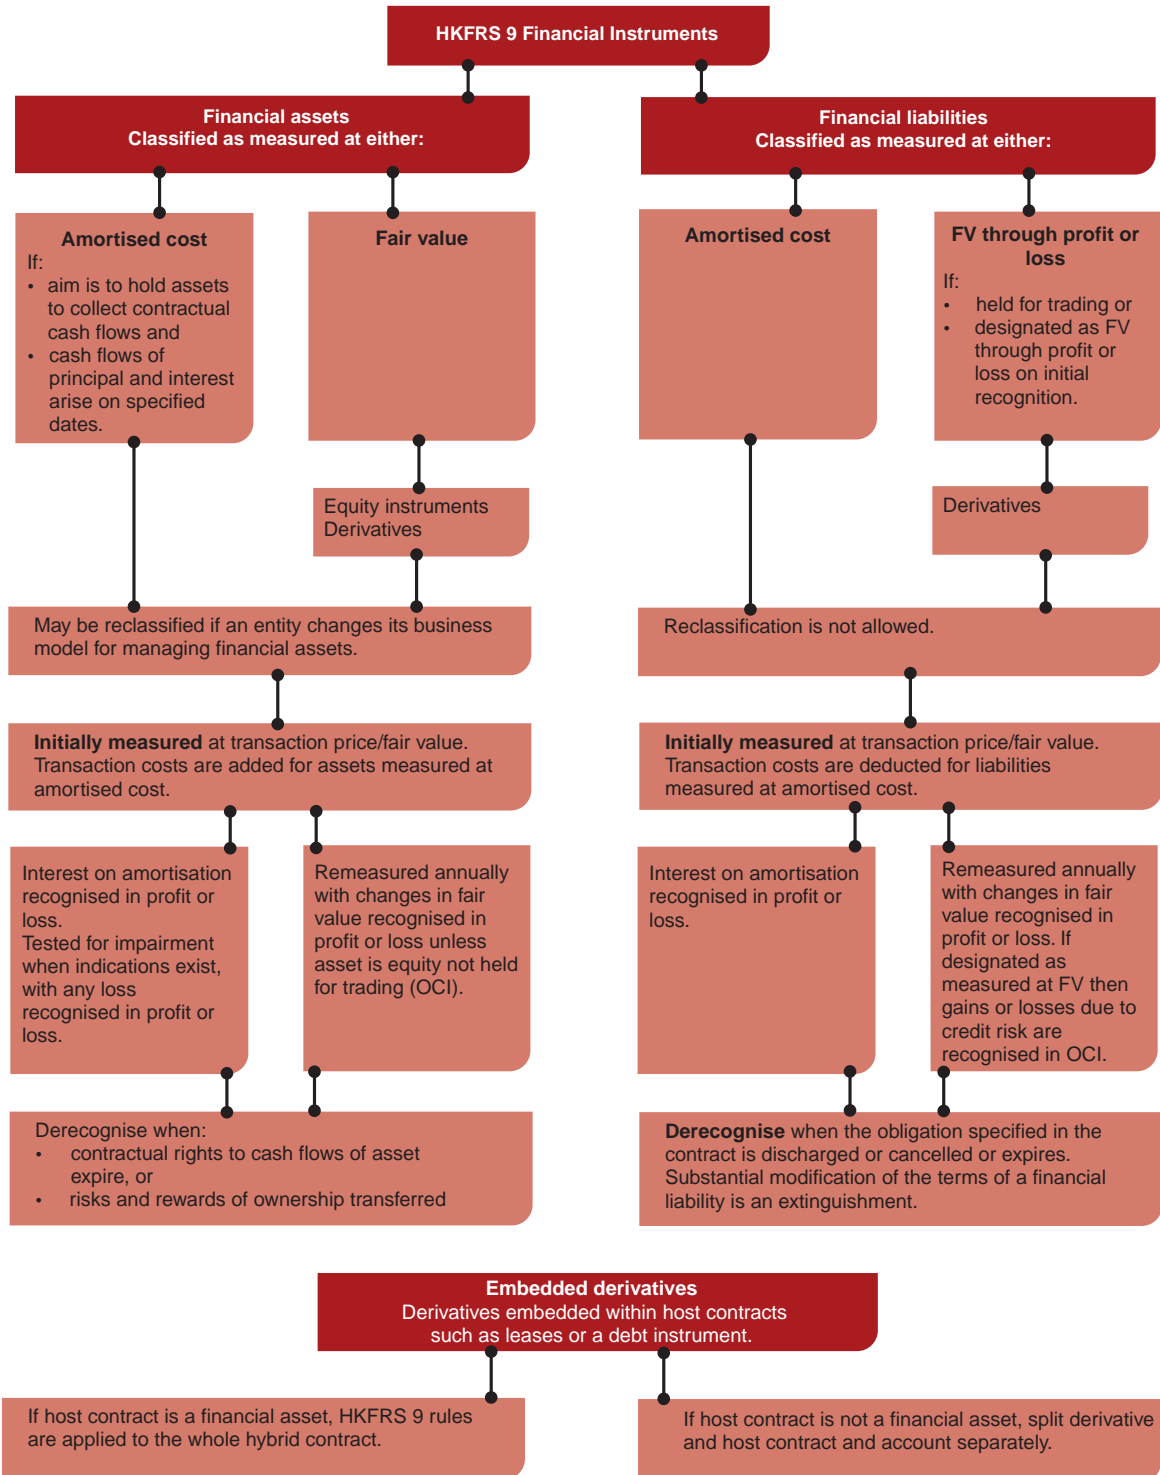 HKFRS 9 Financial Instruments
Financial assets
Classified as measured at either:
Financial liabilities
Classified as measured at either:
Amortised cost
If:
• aim is to hold assets
to collect contractual
cash flows and
• cash flows of
principal and interest
arise on specified
dates.
Fair value
Amortised cost
FV through profit or
loss
If:
• held for trading or
• designated as FV
through profit or
loss on initial
recognition.
Equity instruments
Derivatives
Derivatives
May be reclassified if an entity changes its business
model for managing financial assets.
Reclassification is not allowed.
Initially measured at transaction price/fair value.
Transaction costs are added for assets measured at
amortised cost.
Initially measured at transaction price/fair value.
Transaction costs are deducted for liabilities
measured at amortised cost.
Interest on amortisation
recognised in profit or
loss.
Tested for impairment
when indications exist,
with any loss
recognised in profit or
loss.
Remeasured annually
with changes in fair
value recognised in
profit or loss unless
asset is equity not held
for trading (OCI).
Interest on amortisation
recognised in profit or
loss.
Remeasured annually
with changes in fair
value recognised in
profit or loss. If
designated as
measured at FV then
gains or losses due to
credit risk are
recognised in OCI.
Derecognise when:
• contractual rights to cash flows of asset
expire, or
• risks and rewards of ownership transferred
Derecognise when the obligation specified in the
contract is discharged or cancelled or expires.
Substantial modification of the terms of a financial
liability is an extinguishment.
Embedded derivatives
Derivatives embedded within host contracts
such as leases or a debt instrument.
If host contract is a financial asset, HKFRS 9 rules
are applied to the whole hybrid contract.
If host contract is not a financial asset, split derivative
and host contract and account separately.